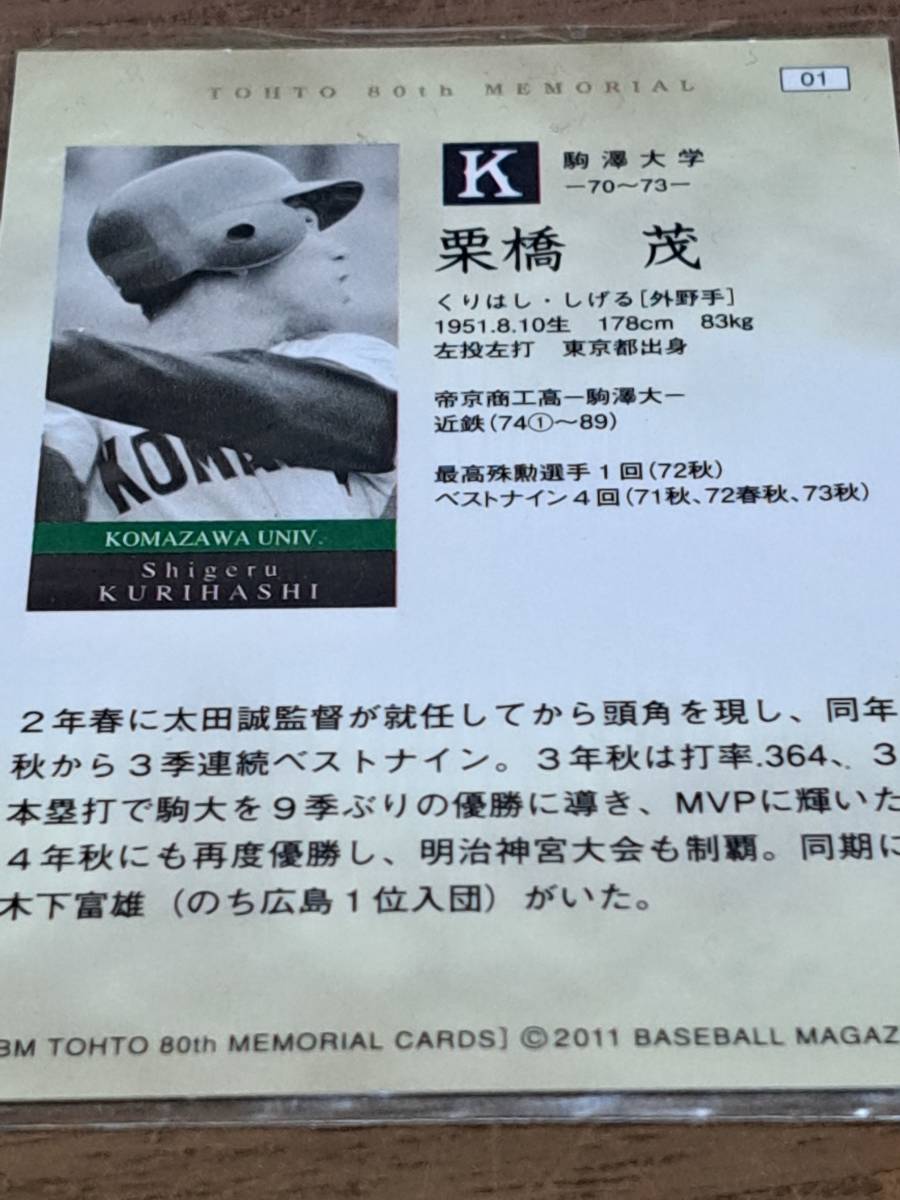 TOHTO 80th MEMORIAL
01
K
駒澤大学
—70〜73—
栗橋 茂
くりはし・しげる[外野手]
1951.8.10生 178cm 83kg
左投左打 東京都出身
帝京商工高—駒澤大—
近鉄(74①〜89)
最高殊勲選手1回(72秋)
ベストナイン4回(71秋、72春秋、73秋)
KOMA
KOMAZAWA UNIV.
Shigeru
KURIHASHI
2年春に太田誠監督が就任してから頭角を現し、同年
秋から3季連続ベストナイン。3年秋は打率.364、3
本塁打で駒大を9季ぶりの優勝に導き、MVPに輝いた
4年秋にも再度優勝し、明治神宮大会も制覇。同期に
木下富雄(のち広島1位入団)がいた。
BM TOHTO 80th MEMORIAL CARDS] ©2011 BASEBALL MAGAZ